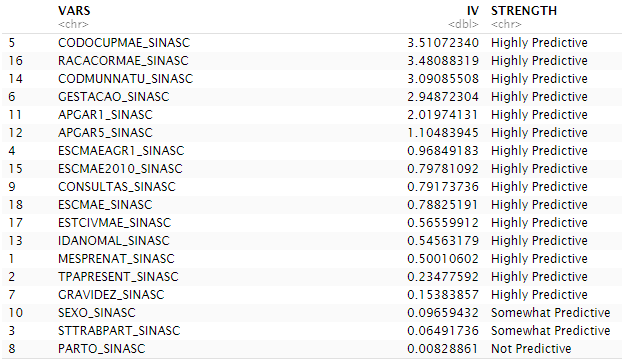 VARS IV STRENGTH
<chr> <dbl> <chr>
5 CODOCUPMAE_SINASC 3.51072340 Highly Predictive
16 RACACORMAE_SINASC 3.48088319 Highly Predictive
14 CODMUNNATU_SINASC 3.09085508 Highly Predictive
6 GESTACAO_SINASC 2.94872304 Highly Predictive
11 APGAR1_SINASC 2.01974131 Highly Predictive
12 APGAR5_SINASC 1.10483945 Highly Predictive
4 ESCMAEAGR1_SINASC 0.96849183 Highly Predictive
15 ESCMAE2010_SINASC 0.79781092 Highly Predictive
9 CONSULTAS_SINASC 0.79173736 Highly Predictive
18 ESCMAE_SINASC 0.78825191 Highly Predictive
17 ESTCIVMAE_SINASC 0.56559912 Highly Predictive
13 IDANOMAL_SINASC 0.54563179 Highly Predictive
1 MESPRENAT_SINASC 0.50010602 Highly Predictive
2 TPAPRESENT_SINASC 0.23477592 Highly Predictive
7 GRAVIDEZ_SINASC 0.15383857 Highly Predictive
10 SEXO_SINASC 0.09659432 Somewhat Predictive
3 STTRABPART_SINASC 0.06491736 Somewhat Predictive
8 PARTO_SINASC 0.00828861 Not Predictive